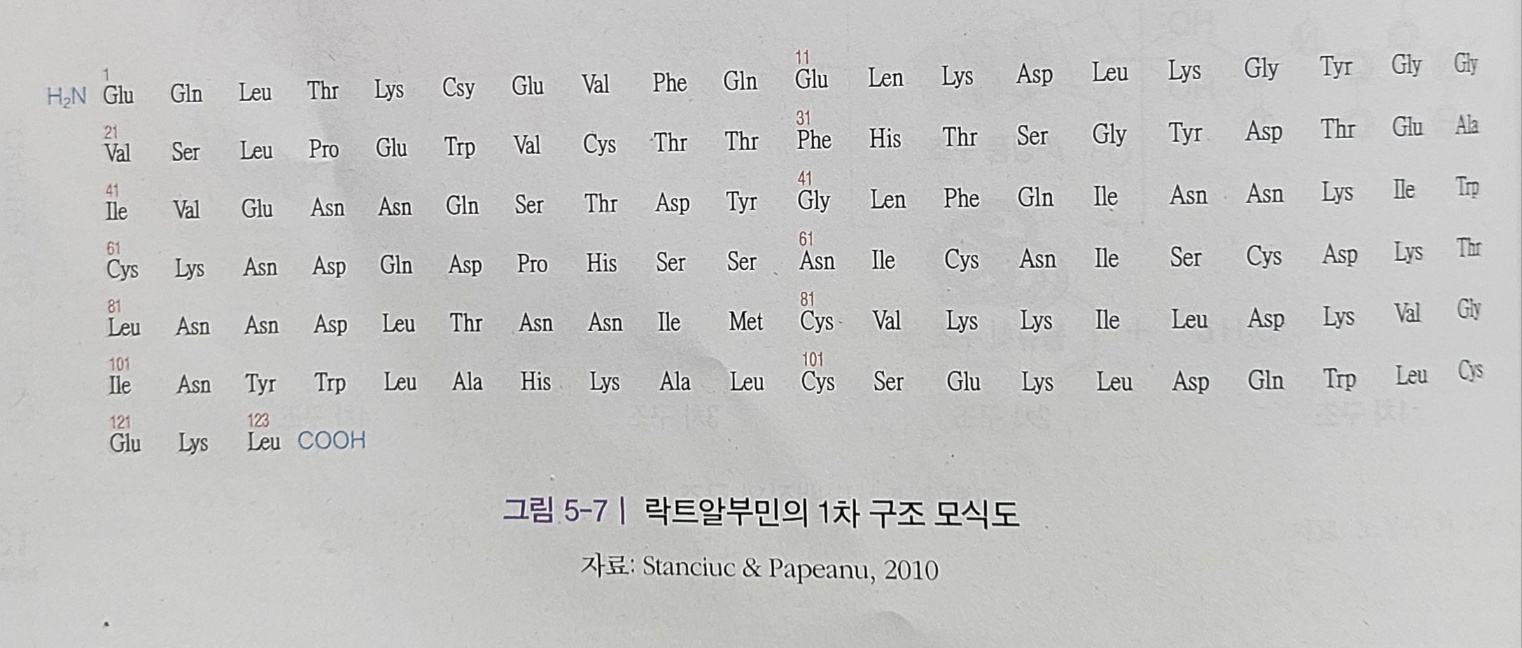 1 11
H₂N Glu Gln Leu Thr Lys Csy Glu Val Phe Gln Glu Len Lys Asp Leu Lys Gly Tyr Gly Gly
21 31
Val Ser Leu Pro Glu Trp Val Cys Thr Thr Phe His Thr Ser Gly Tyr Asp Thr Glu Ala
41 41
Ile Val Glu Asn Asn Gln Ser Thr Asp Tyr Gly Len Phe Gln Ile Asn Asn Lys Ile Trp
61 61
Cys Lys Asn Asp Gln Asp Pro His Ser Ser Asn Ile Cys Asn Ile Ser Cys Asp Lys Thr
81 81
Leu Asn Asn Asp Leu Thr Asn Asn Ile Met Cys Val Lys Lys Ile Leu Asp Lys Val Gly
101 101
Ile Asn Tyr Trp Leu Ala His Lys Ala Leu Cys Ser Glu Lys Leu Asp Gln Trp Leu Cys
121 123
Glu Lys Leu COOH
그림 5-7 | 락트알부민의 1차 구조 모식도
자료: Stanciuc & Papeanu, 2010